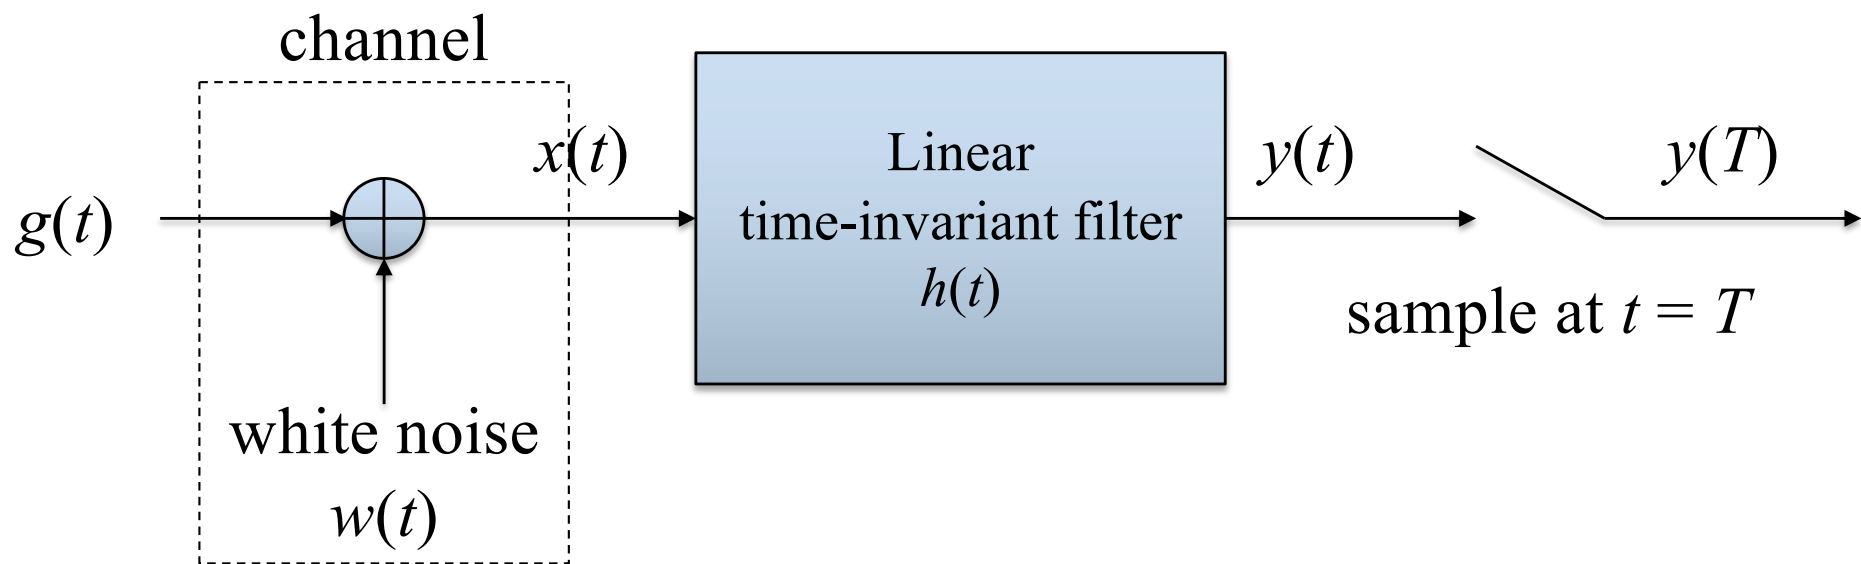 channel
g(t)
x(t)
Linear
time-invariant filter
h(t)
y(t)
y(T)
sample at t = T
white noise
w(t)